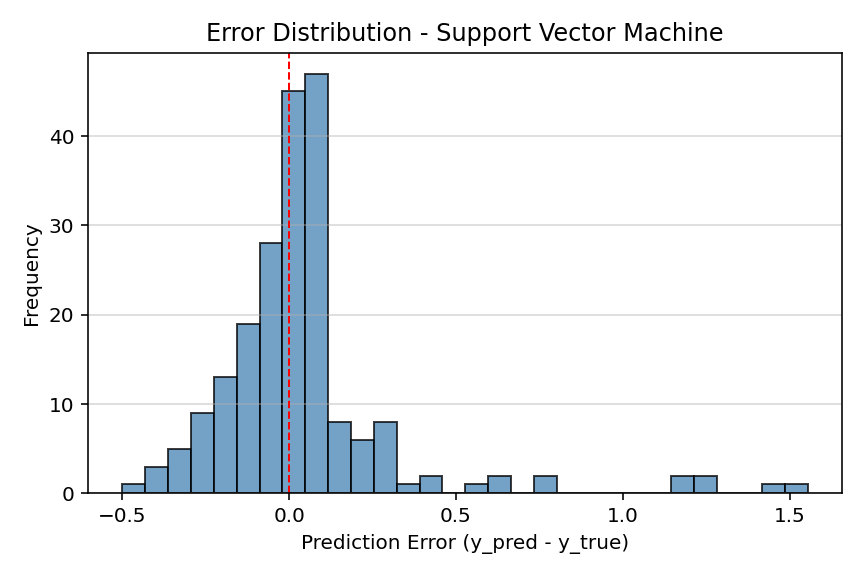 Error Distribution - Support Vector Machine
Frequency
40
30
20
10
0
−0.5 0.0 0.5 1.0 1.5
Prediction Error (y_pred - y_true)